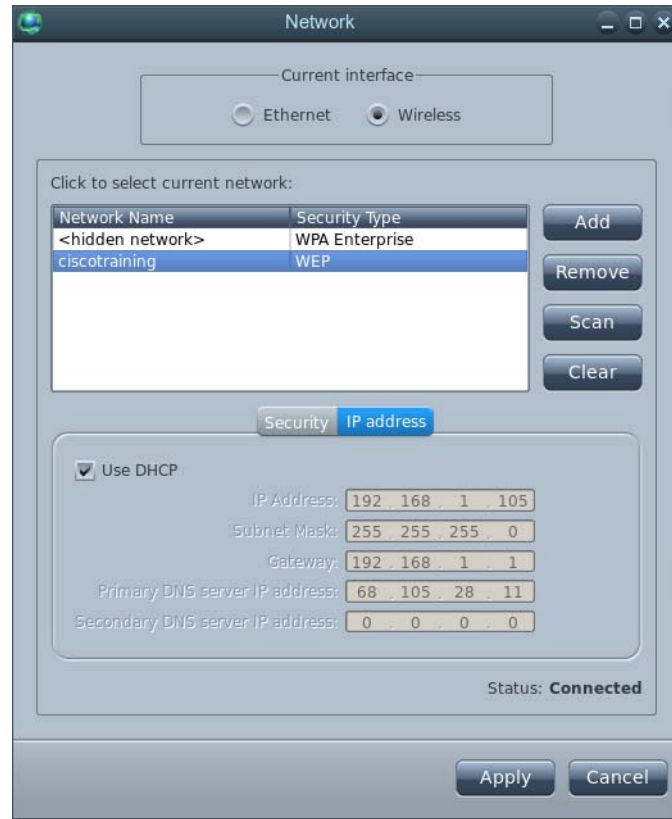 Network
Current interface
Ethernet Wireless
Click to select current network:
Network Name Security Type
<hidden network> WPA Enterprise
ciscotraining WEP
Add
Remove
Scan
Clear
Security IP address
Use DHCP
IP Address: 192 . 168 . 1 . 105
Subnet Mask: 255 . 255 . 255 . 0
Gateway: 192 . 168 . 1 . 1
Primary DNS server IP address: 68 . 105 . 28 . 11
Secondary DNS server IP address: 0 . 0 . 0 . 0
Status: Connected
Apply Cancel